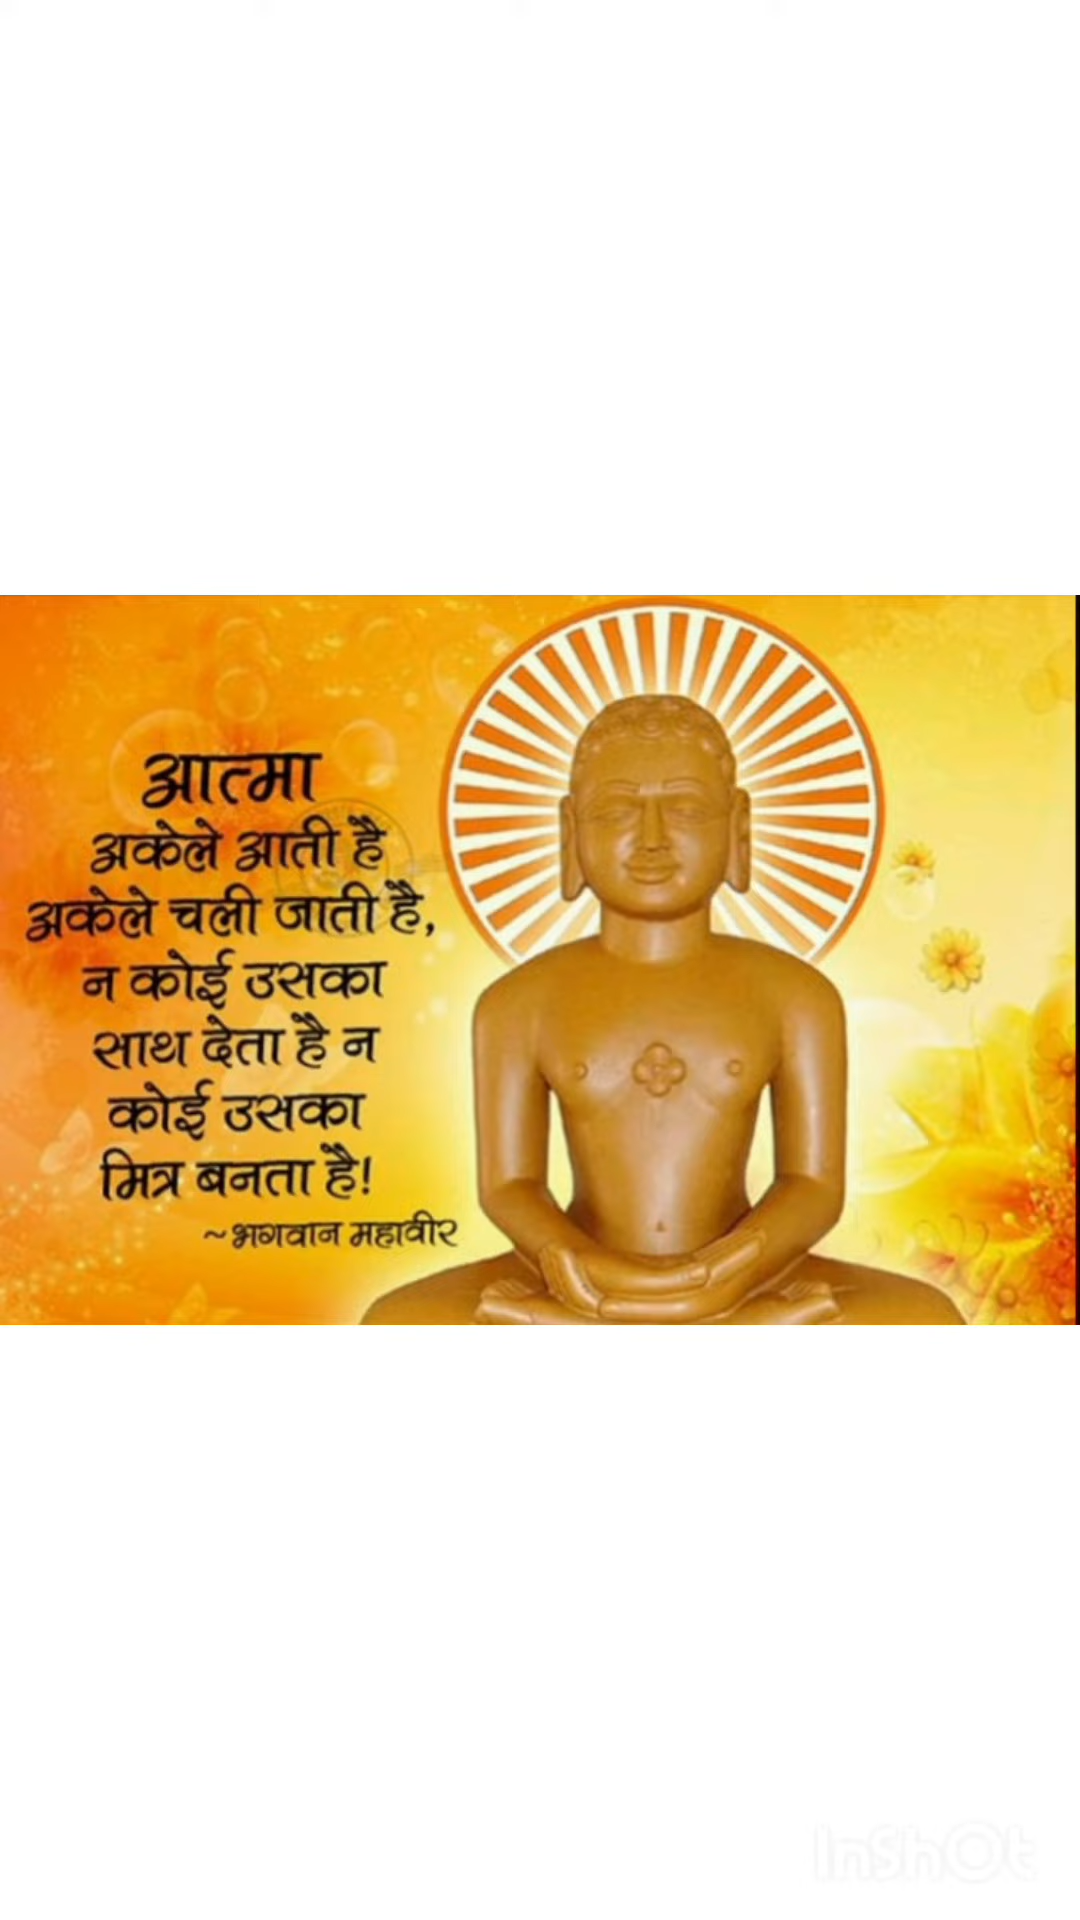 आत्मा
अकेले आती है
अकेले चली जाती है,
न कोई उसका
साथ देता है न
कोई उसका
मित्र बनता है!
~भगवान महावीर
InShOt